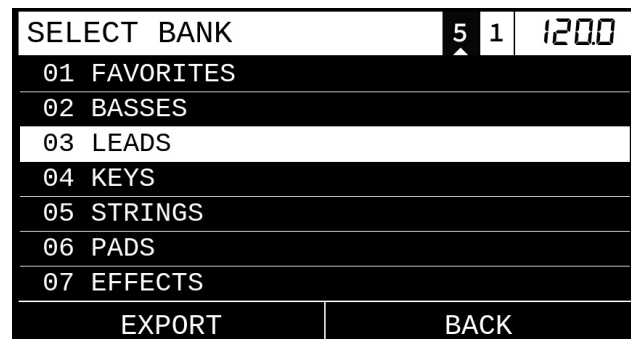 SELECT BANK 5 1 120.0
01 FAVORITES
02 BASSES
03 LEADS
04 KEYS
05 STRINGS
06 PADS
07 EFFECTS
EXPORT BACK